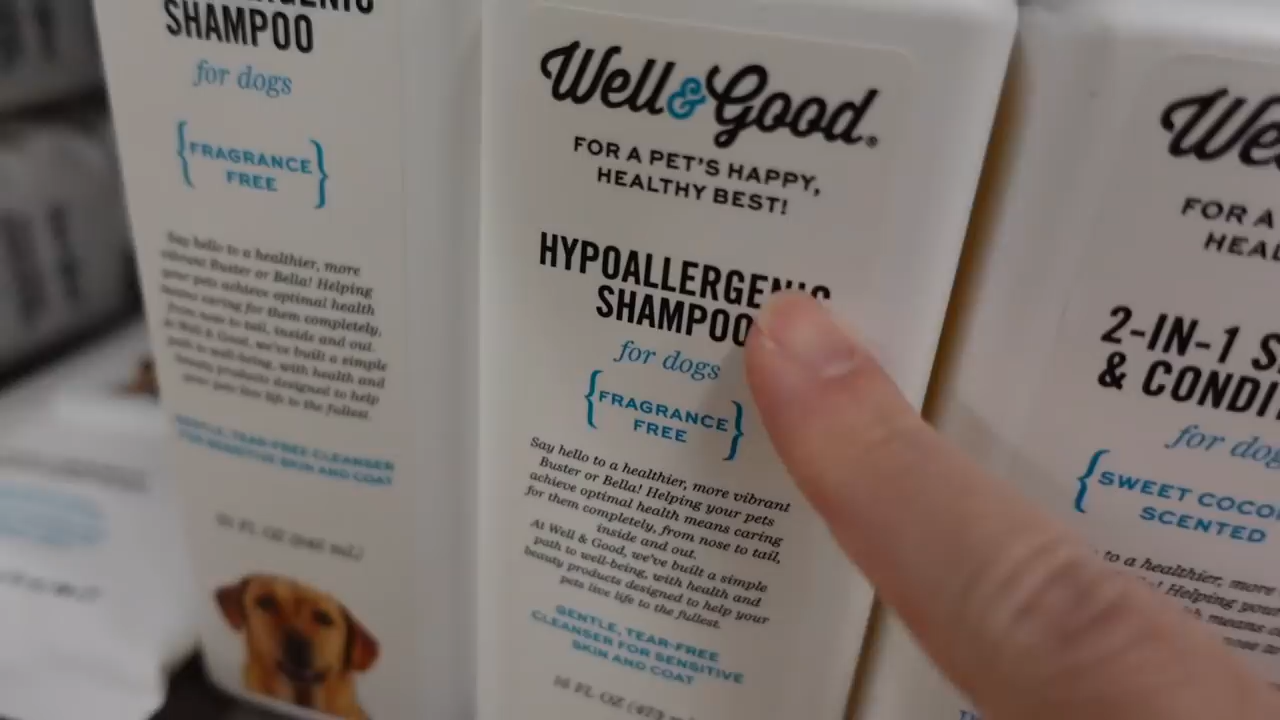 SHAMPOO
for dogs
{FRAGRANCE
FREE}
Say hello to a healthier, more
vibrant Buster or Bella! Helping
your pets achieve optimal health
means caring for them completely,
from nose to tail, inside and out.
At Well & Good, we've built a simple
path to well-being, with health and
beauty products designed to help
your pets live life to the fullest.
GENTLE, TEAR-FREE CLEANSER
FOR SENSITIVE SKIN AND COAT
Well&Good®
FOR A PET'S HAPPY,
HEALTHY BEST!
HYPOALLERGENIC
SHAMPOO
for dogs
{FRAGRANCE
FREE}
Say hello to a healthier, more vibrant
Buster or Bella! Helping your pets
achieve optimal health means caring
for them completely, from nose to tail,
inside and out.
At Well & Good, we've built a simple
path to well-being, with health and
beauty products designed to help your
pets live life to the fullest.
GENTLE, TEAR-FREE
CLEANSER FOR SENSITIVE
SKIN AND COAT
16 FL OZ (473
We
FOR A
HEAL
2-IN-1 S
& CONDI
for dog
{SWEET COCO
SCENTED
to a healthier, more
Helping your
means